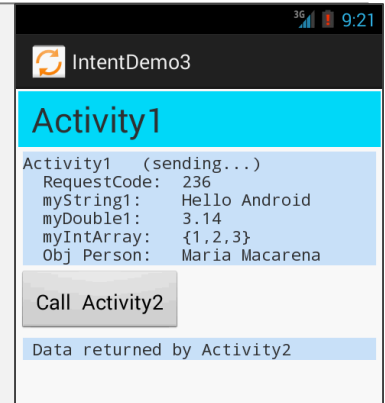 3G 9:21
IntentDemo3
Activity1
Activity1 (sending...)
RequestCode: 236
myString1: Hello Android
myDouble1: 3.14
myIntArray: {1,2,3}
Obj Person: Maria Macarena
Call Activity2
Data returned by Activity2